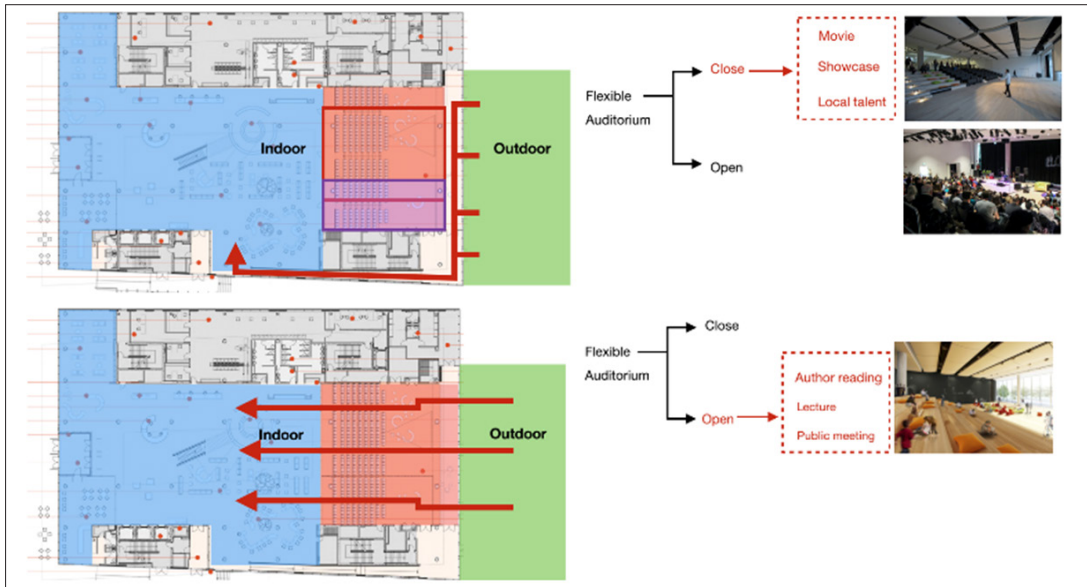 Indoor
Outdoor
Flexible
Auditorium
Close
Open
Movie
Showcase
Local talent
Indoor
Outdoor
Flexible
Auditorium
Close
Open
Author reading
Lecture
Public meeting